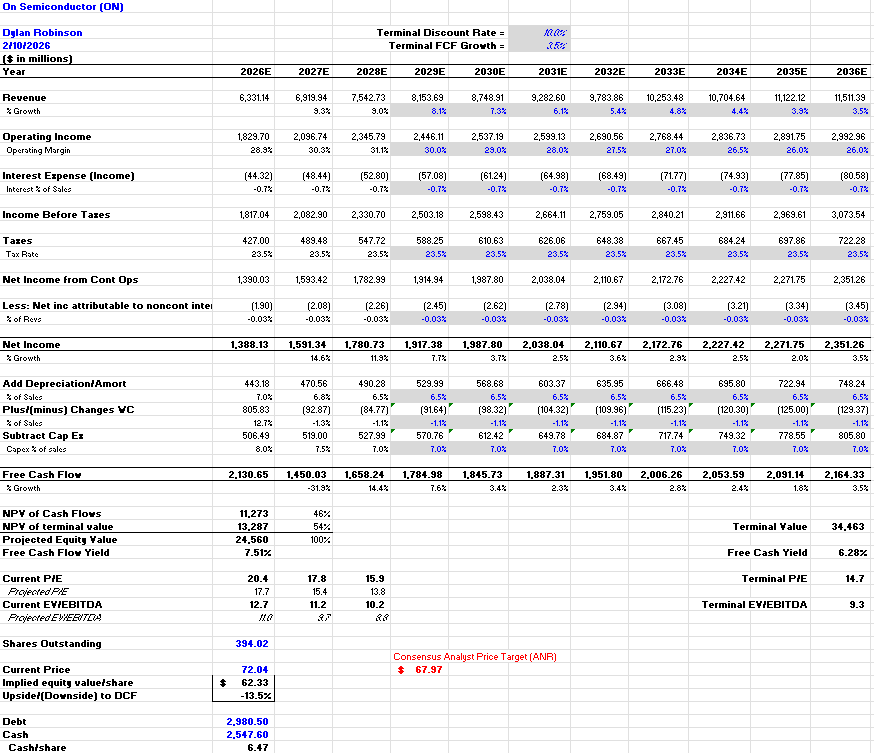 On Semiconductor (ON)
Dylan Robinson Terminal Discount Rate = 10.0%
2/10/2026 Terminal FCF Growth = 3.5%
($ in millions)
Year 2026E 2027E 2028E 2029E 2030E 2031E 2032E 2033E 2034E 2035E 2036E
Revenue 6,331.14 6,919.94 7,542.73 8,153.69 8,748.91 9,282.60 9,783.86 10,253.48 10,704.64 11,122.12 11,511.39
% Growth 9.3% 9.0% 8.1% 7.3% 6.1% 5.4% 4.8% 4.4% 3.9% 3.5%
Operating Income 1,829.70 2,096.74 2,345.79 2,446.11 2,537.19 2,599.13 2,690.56 2,768.44 2,836.73 2,891.75 2,992.96
Operating Margin 28.9% 30.3% 31.1% 30.0% 29.0% 28.0% 27.5% 27.0% 26.5% 26.0% 26.0%
Interest Expense (Income) (44.32) (48.44) (52.80) (57.08) (61.24) (64.98) (68.49) (71.77) (74.93) (77.85) (80.58)
Interest % of Sales -0.7% -0.7% -0.7% -0.7% -0.7% -0.7% -0.7% -0.7% -0.7% -0.7% -0.7%
Income Before Taxes 1,817.04 2,082.90 2,330.70 2,503.18 2,598.43 2,664.11 2,759.05 2,840.21 2,911.66 2,969.61 3,073.54
Taxes 427.00 489.48 547.72 588.25 610.63 626.06 648.38 667.45 684.24 697.86 722.28
Tax Rate 23.5% 23.5% 23.5% 23.5% 23.5% 23.5% 23.5% 23.5% 23.5% 23.5% 23.5%
Net Income from Cont Ops 1,390.03 1,593.42 1,782.99 1,914.94 1,987.80 2,038.04 2,110.67 2,172.76 2,227.42 2,271.75 2,351.26
Less: Net inc attributable to noncont inter (1.90) (2.08) (2.26) (2.45) (2.62) (2.78) (2.94) (3.08) (3.21) (3.34) (3.45)
% of Revs -0.03% -0.03% -0.03% -0.03% -0.03% -0.03% -0.03% -0.03% -0.03% -0.03% -0.03%
Net Income 1,388.13 1,591.34 1,780.73 1,917.38 1,987.80 2,038.04 2,110.67 2,172.76 2,227.42 2,271.75 2,351.26
% Growth 14.6% 11.9% 7.7% 3.7% 2.5% 3.6% 2.9% 2.5% 2.0% 3.5%
Add Depreciation/Amort 443.18 470.56 490.28 529.99 568.68 603.37 635.95 666.48 695.80 722.94 748.24
% of Sales 7.0% 6.8% 6.5% 6.5% 6.5% 6.5% 6.5% 6.5% 6.5% 6.5% 6.5%
Plus/(minus) Changes WC 805.83 (92.87) (84.77) (91.64) (98.32) (104.32) (109.96) (115.23) (120.30) (125.00) (129.37)
% of Sales 12.7% -1.3% -1.1% -1.1% -1.1% -1.1% -1.1% -1.1% -1.1% -1.1% -1.1%
Subtract Cap Ex 506.49 519.00 527.99 570.76 612.42 649.78 684.87 717.74 749.32 778.55 805.80
Capex % of sales 8.0% 7.5% 7.0% 7.0% 7.0% 7.0% 7.0% 7.0% 7.0% 7.0% 7.0%
Free Cash Flow 2,130.65 1,450.03 1,658.24 1,784.98 1,845.73 1,887.31 1,951.80 2,006.26 2,053.59 2,091.14 2,164.33
% Growth -31.9% 14.4% 7.6% 3.4% 2.3% 3.4% 2.8% 2.4% 1.8% 3.5%
NPV of Cash Flows 11,273 46%
NPV of terminal value 13,287 54% Terminal Value 34,463
Projected Equity Value 24,560 100%
Free Cash Flow Yield 7.51% Free Cash Yield 6.28%
Current P/E 20.4 17.8 15.9 Terminal P/E 14.7
Projected P/E 17.7 15.4 13.8
Current EV/EBITDA 12.7 11.2 10.2 Terminal EV/EBITDA 9.3
Projected EV/EBITDA 11.0 9.7 8.8
Shares Outstanding 394.02
Consensus Analyst Price Target (ANR)
Current Price 72.04 $ 67.97
Implied equity value/share $ 62.33
Upside/(Downside) to DCF -13.5%
Debt 2,980.50
Cash 2,547.60
Cash/share 6.47